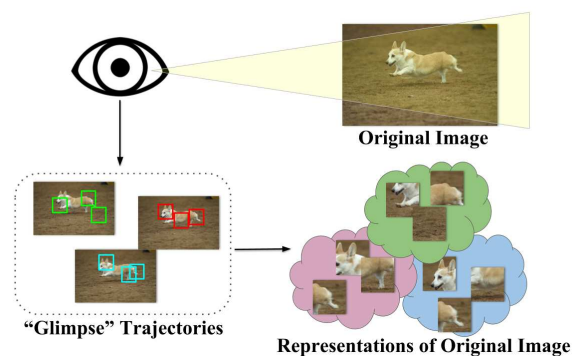 Original Image
“Glimpse” Trajectories
Representations of Original Image